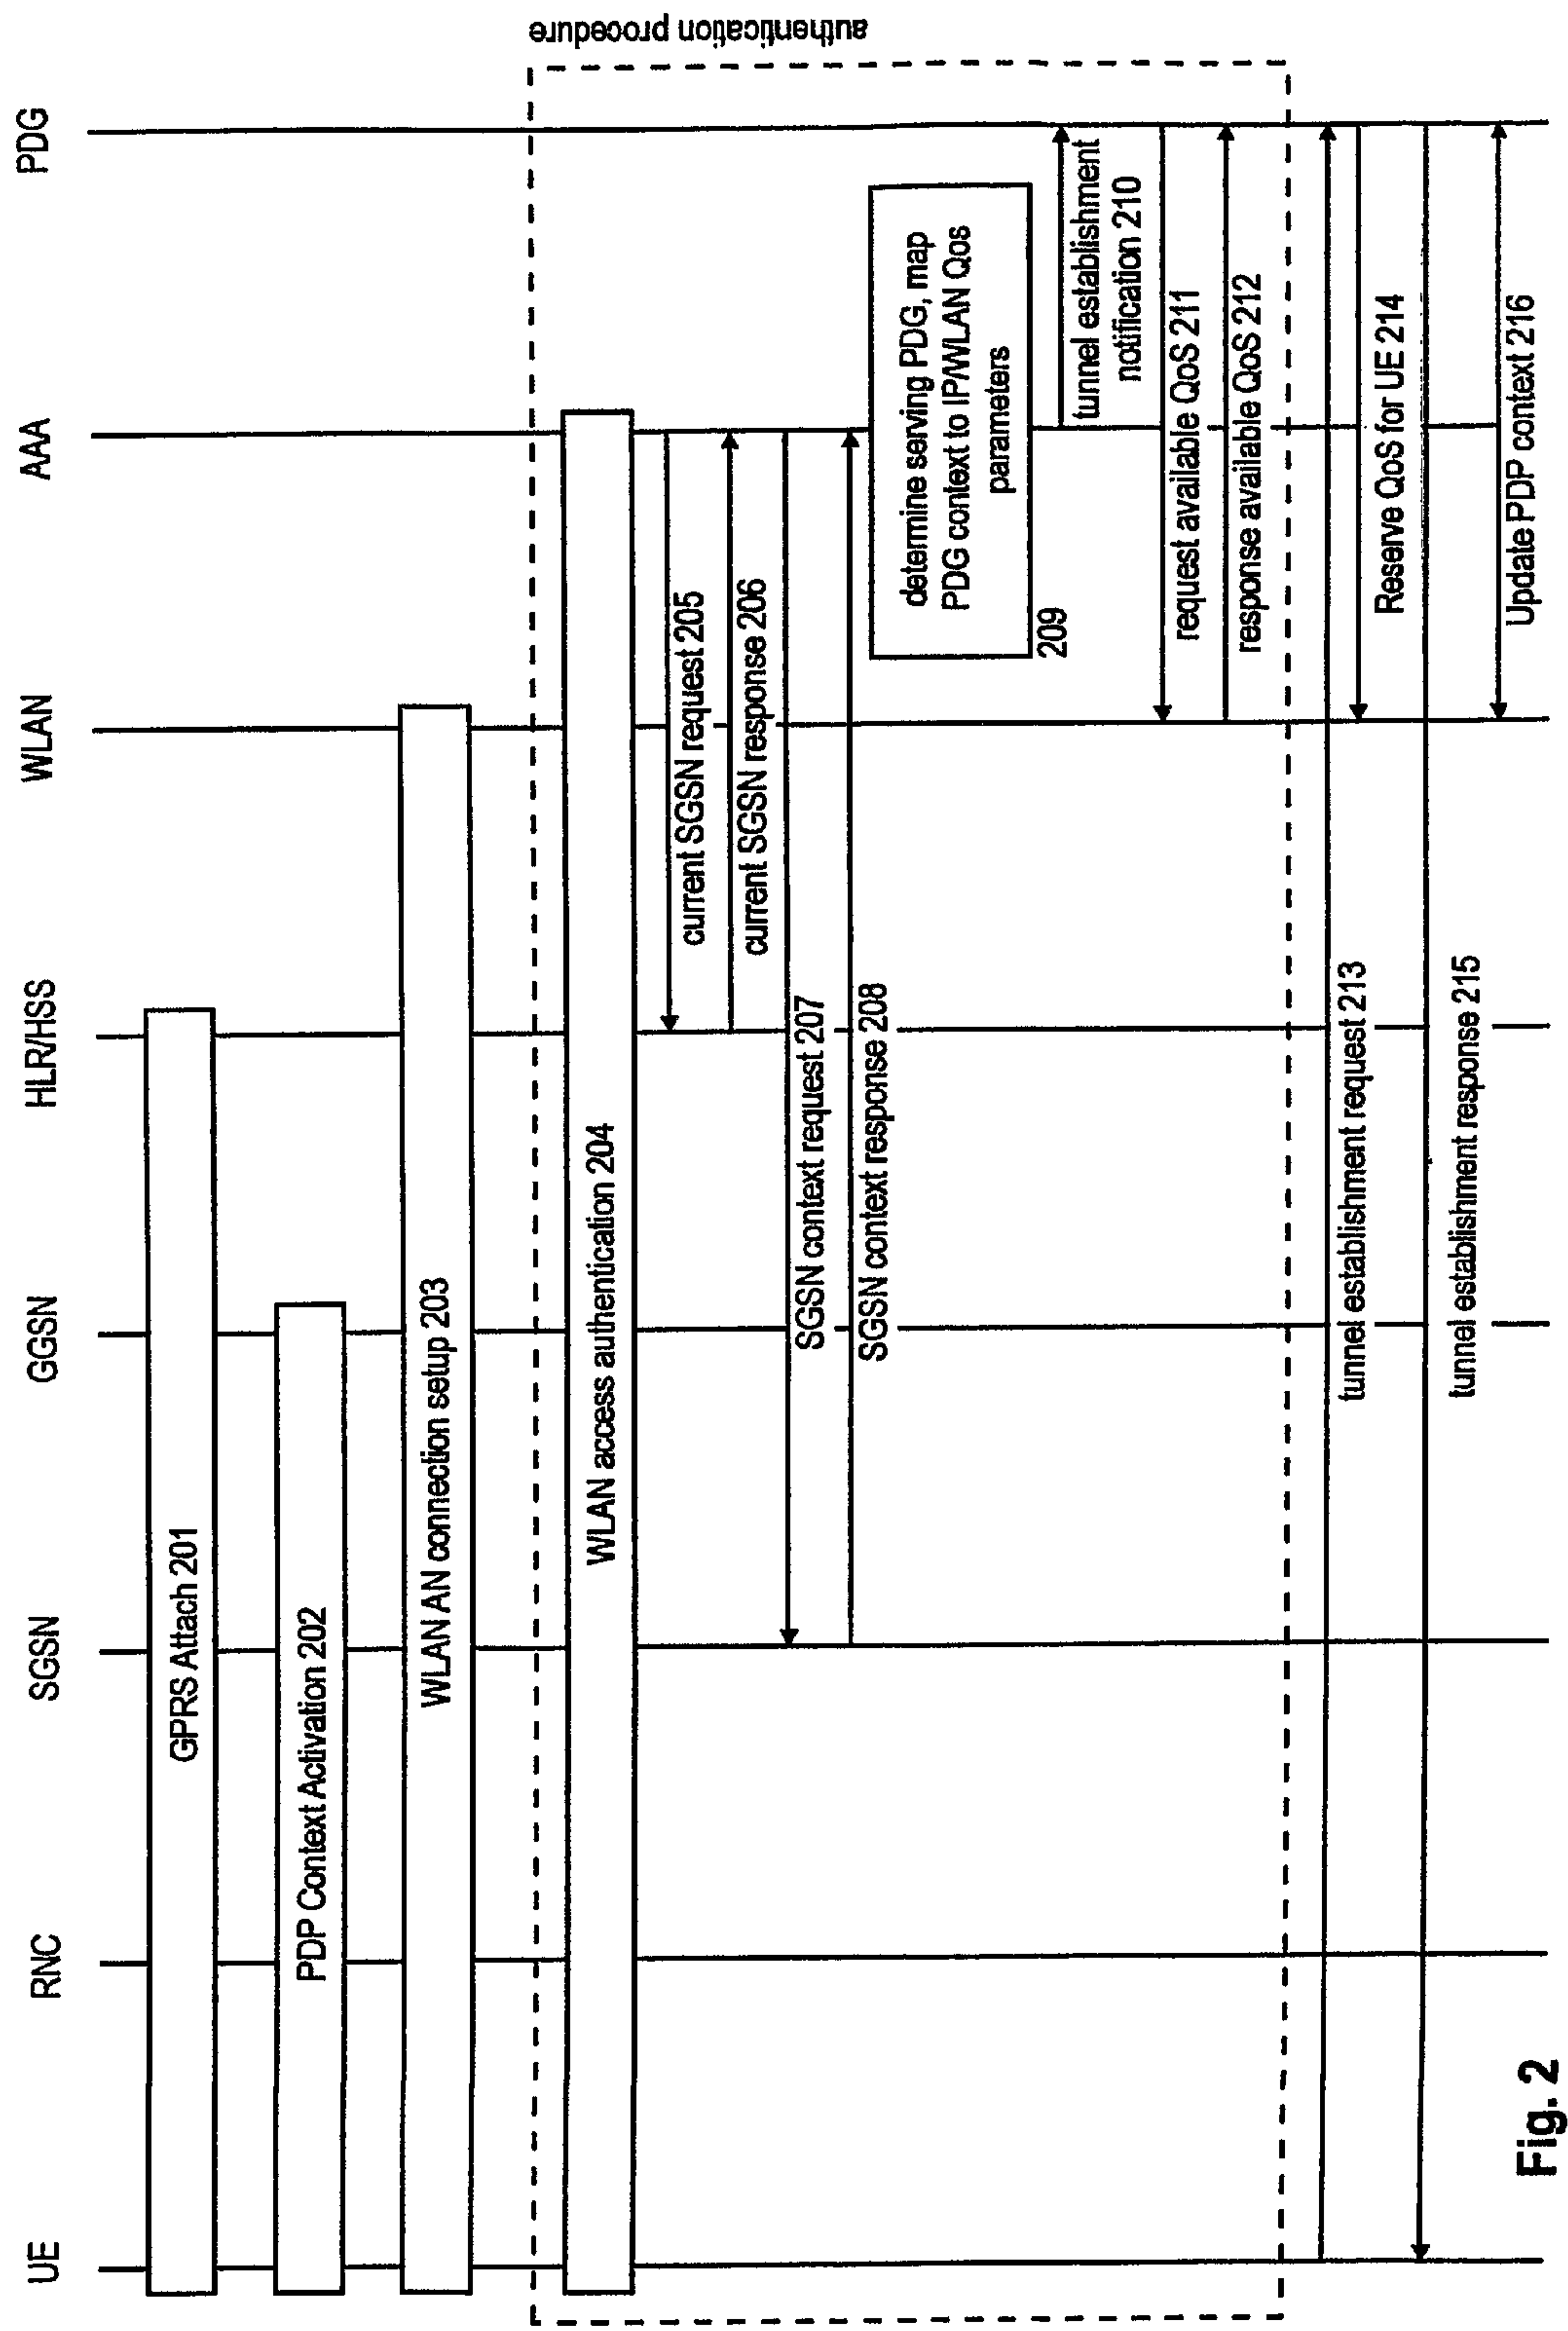 UE
RNC
SGSN
GGSN
HLR/HSS
WLAN
AAA
PDG
GPRS Attach 201
PDP Context Activation 202
WLAN AN connection setup 203
authentication procedure
WLAN access authentication 204
current SGSN request 205
current SGSN response 206
SGSN context request 207
SGSN context response 208
determine serving PDG, map
PDG context to IP/WLAN Qos
parameters
209
tunnel establishment
notification 210
request available QoS 211
response available QoS 212
tunnel establishment request 213
Reserve QoS for UE 214
tunnel establishment response 215
Update PDP context 216
Fig. 2